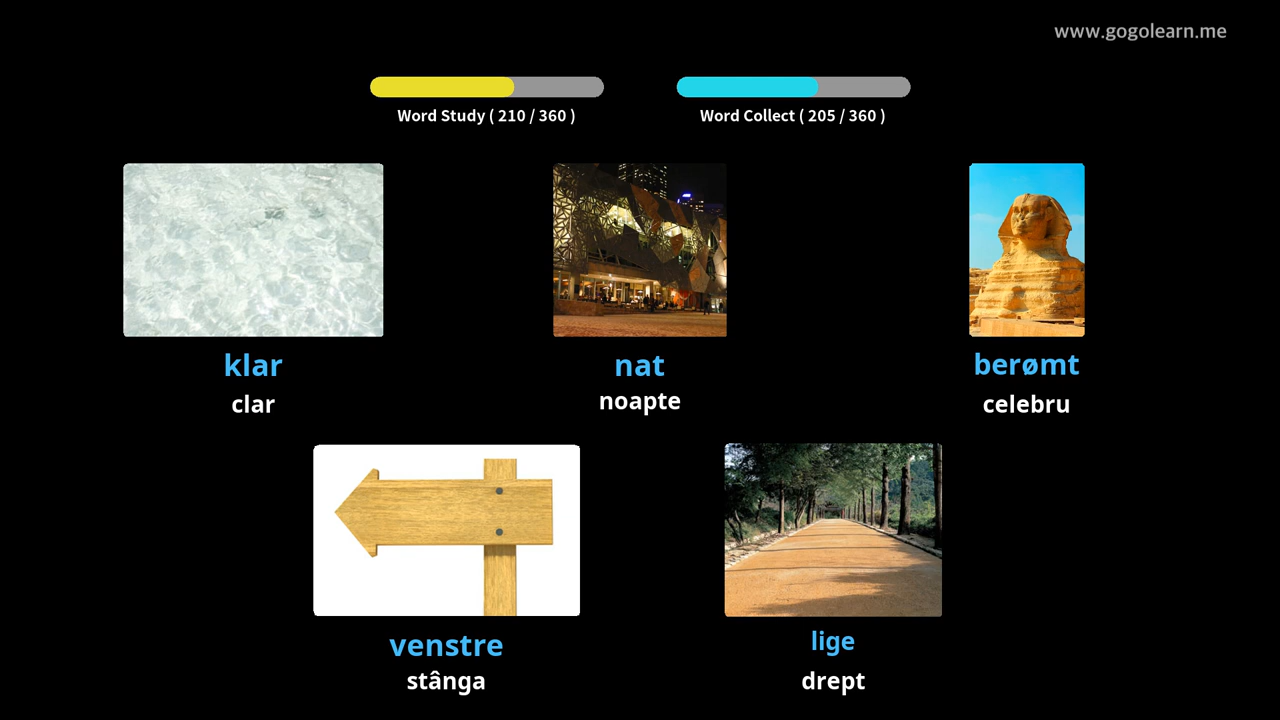 www.gogolearn.me
Word Study ( 210 / 360 )
Word Collect ( 205 / 360 )
klar
clar
nat
noapte
berømt
celebru
venstre
stânga
lige
drept